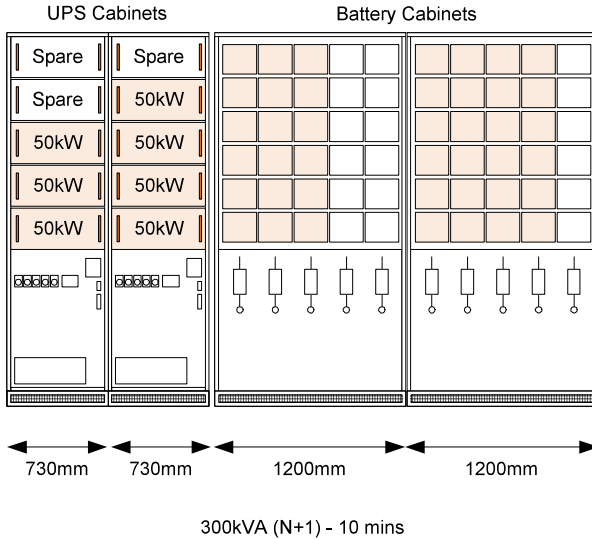 UPS Cabinets
Battery Cabinets
Spare
Spare
Spare
50kW
50kW
50kW
50kW
50kW
50kW
50kW
730mm
730mm
1200mm
1200mm
300kVA (N+1) - 10 mins